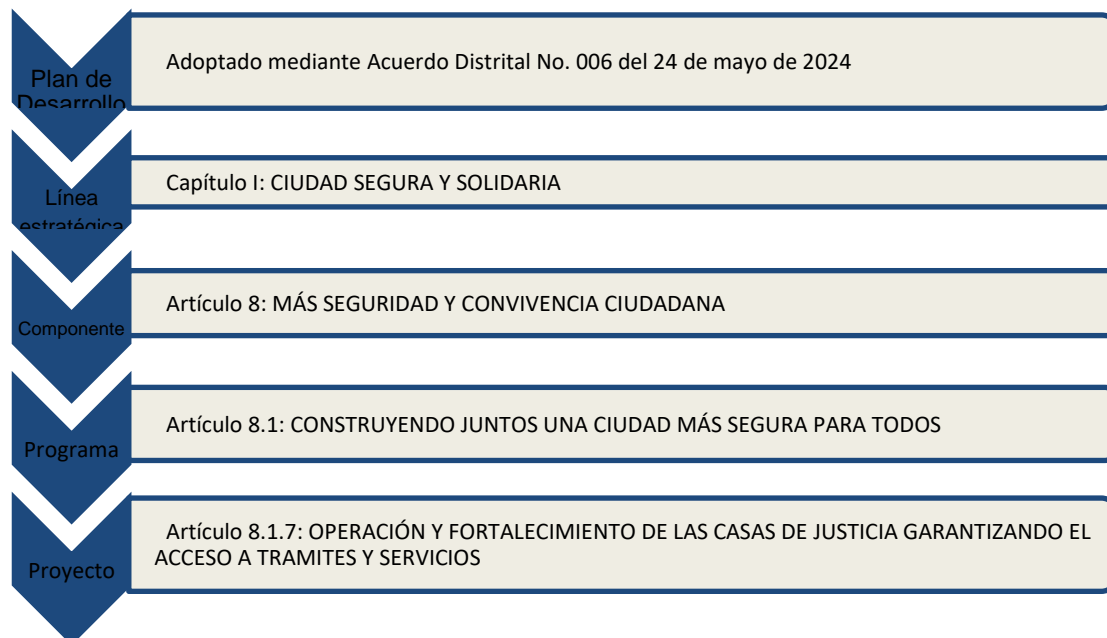 Plan de
Desarrollo
Adoptado mediante Acuerdo Distrital No. 006 del 24 de mayo de 2024
Línea
estratégica
Capítulo I: CIUDAD SEGURA Y SOLIDARIA
Componente
Artículo 8: MÁS SEGURIDAD Y CONVIVENCIA CIUDADANA
Programa
Artículo 8.1: CONSTRUYENDO JUNTOS UNA CIUDAD MÁS SEGURA PARA TODOS
Proyecto
Artículo 8.1.7: OPERACIÓN Y FORTALECIMIENTO DE LAS CASAS DE JUSTICIA GARANTIZANDO EL
ACCESO A TRAMITES Y SERVICIOS